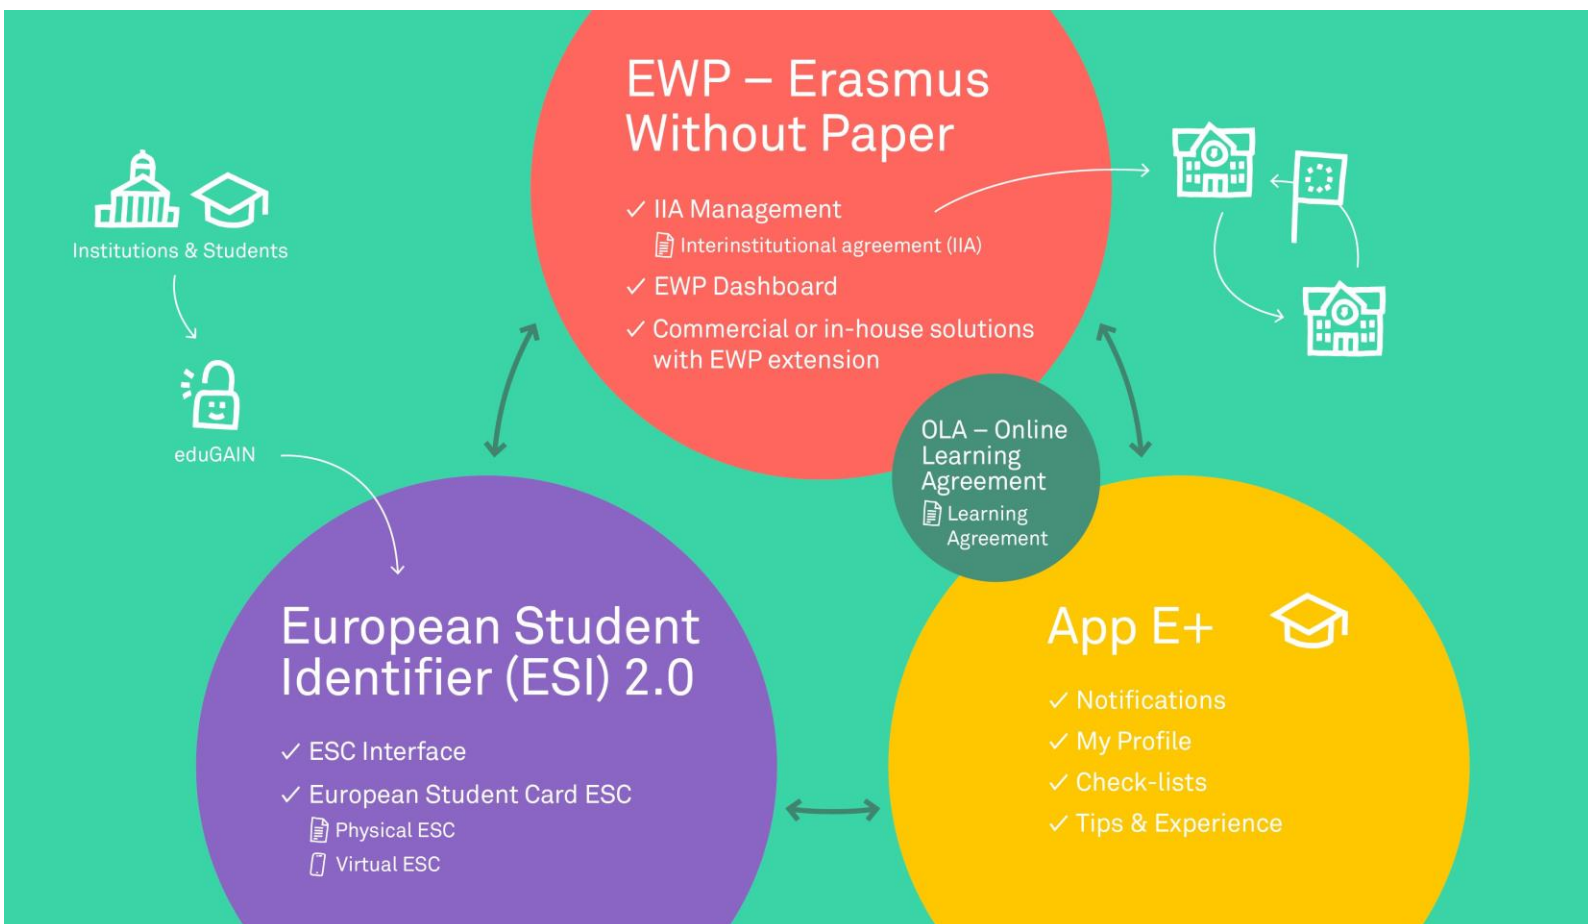 EWP – Erasmus
Without Paper
IIA Management
Interinstitutional agreement (IIA)
EWP Dashboard
Commercial or in-house solutions
with EWP extension
Institutions & Students
eduGAIN
OLA – Online
Learning
Agreement
Learning
Agreement
European Student
Identifier (ESI) 2.0
ESC Interface
European Student Card ESC
Physical ESC
Virtual ESC
App E+
Notifications
My Profile
Check-lists
Tips & Experience